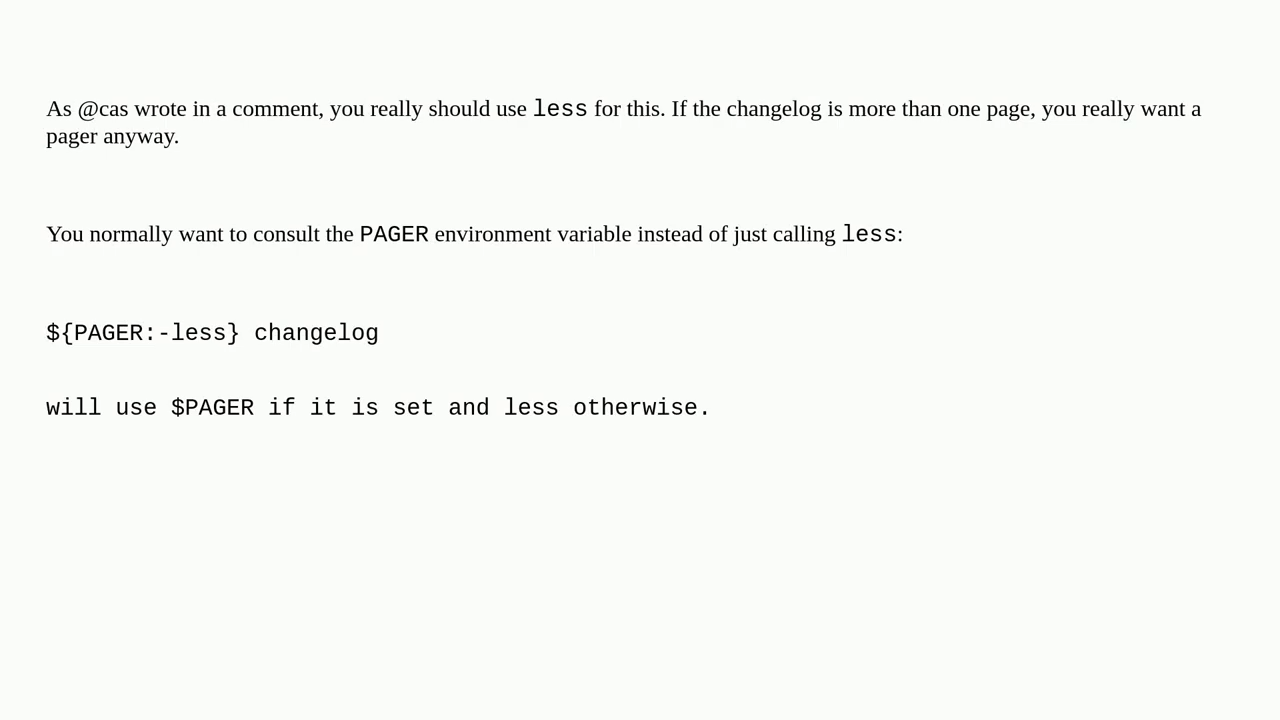 As @cas wrote in a comment, you really should use less for this. If the changelog is more than one page, you really want a
pager anyway.
You normally want to consult the PAGER environment variable instead of just calling less:
${PAGER:-less} changelog
will use $PAGER if it is set and less otherwise.